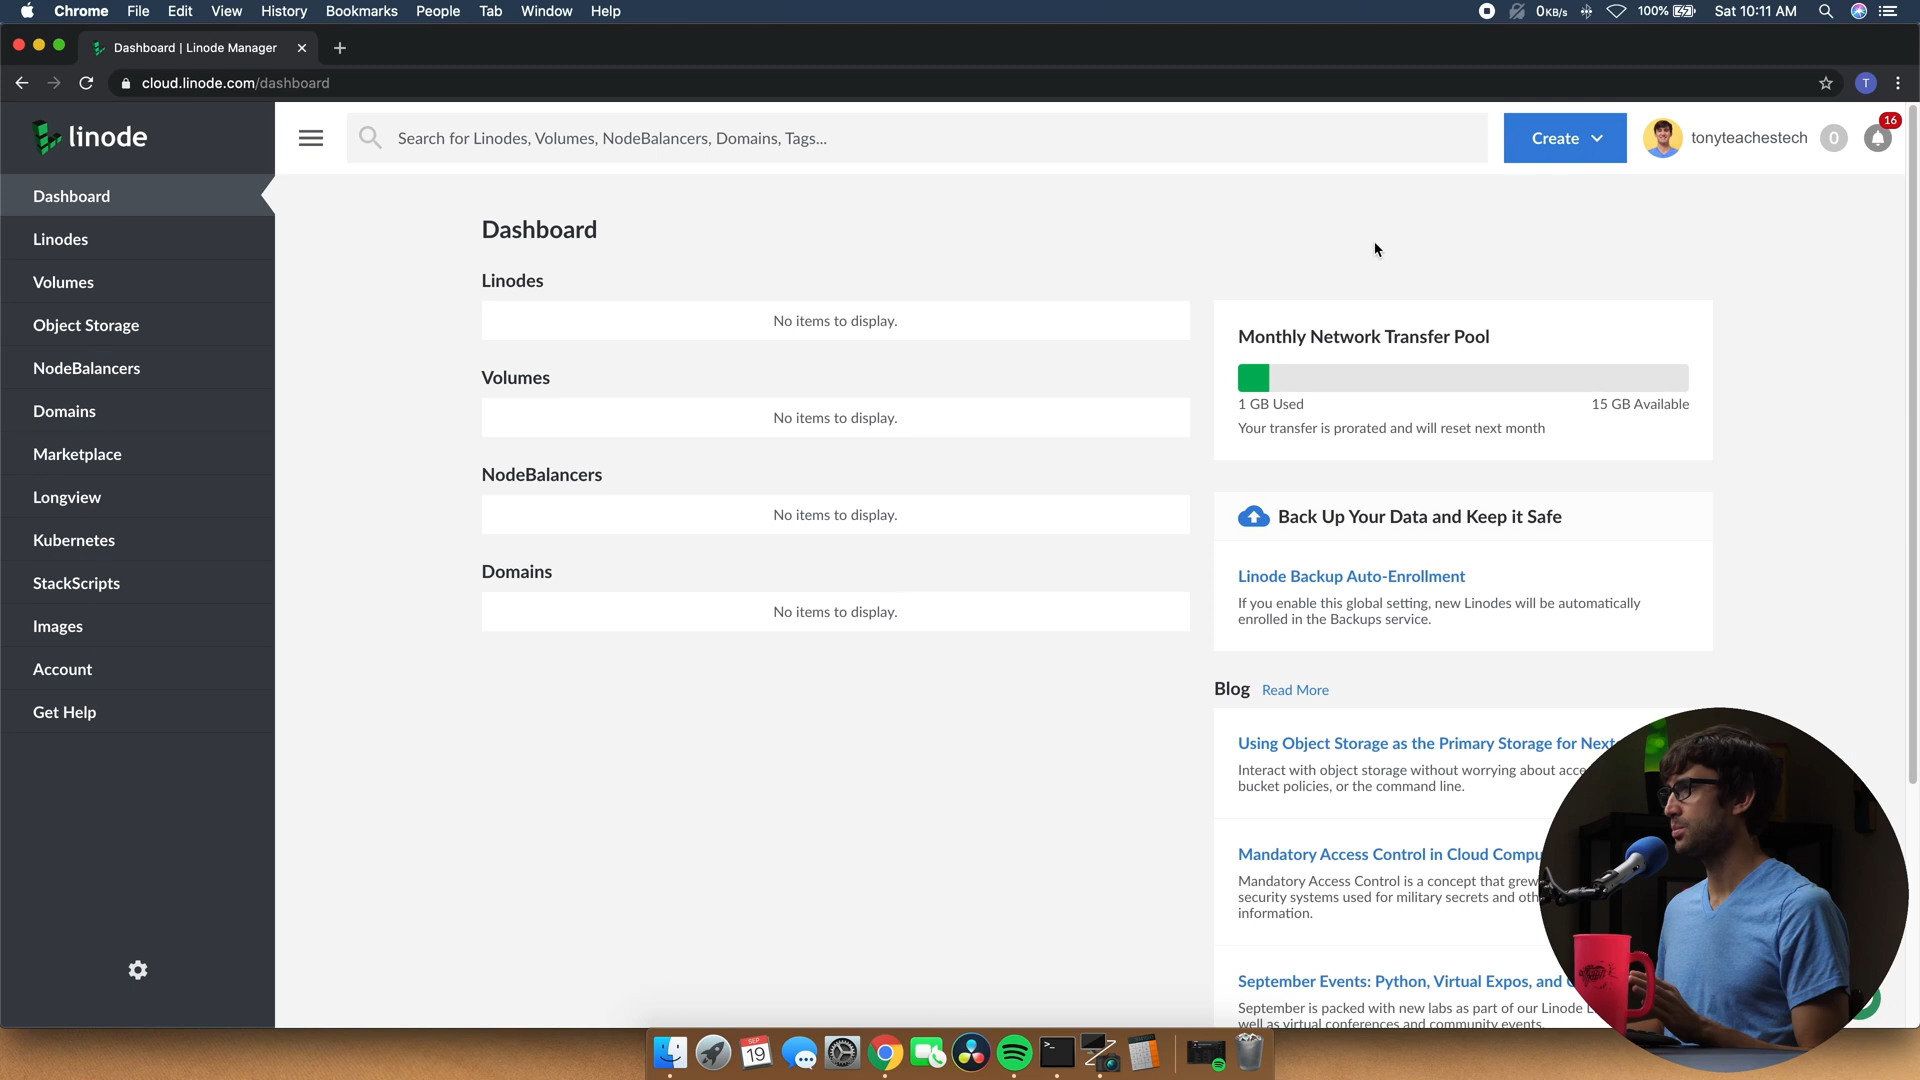 Chrome File Edit View History Bookmarks People Tab Window Help
0KB/s 100% Sat 10:11 AM
Dashboard | Linode Manager
cloud.linode.com/dashboard
T
linode
Search for Linodes, Volumes, NodeBalancers, Domains, Tags...
Create
tonyteachestech
0
16
Dashboard
Linodes
Volumes
Object Storage
NodeBalancers
Domains
Marketplace
Longview
Kubernetes
StackScripts
Images
Account
Get Help
Dashboard
Linodes
No items to display.
Volumes
No items to display.
NodeBalancers
No items to display.
Domains
No items to display.
Monthly Network Transfer Pool
1 GB Used
15 GB Available
Your transfer is prorated and will reset next month
Back Up Your Data and Keep it Safe
Linode Backup Auto-Enrollment
If you enable this global setting, new Linodes will be automatically
enrolled in the Backups service.
Blog Read More
Using Object Storage as the Primary Storage for
Interact with object storage without worrying about
bucket policies, or the command line.
Mandatory Access Control in Cloud
Mandatory Access Control is a concept that grew
security systems used for military secrets and
information.
September Events: Python, Virtual Expos, and
September is packed with new labs as part of our Linode
well as virtual conferences and community events.
SEP
19